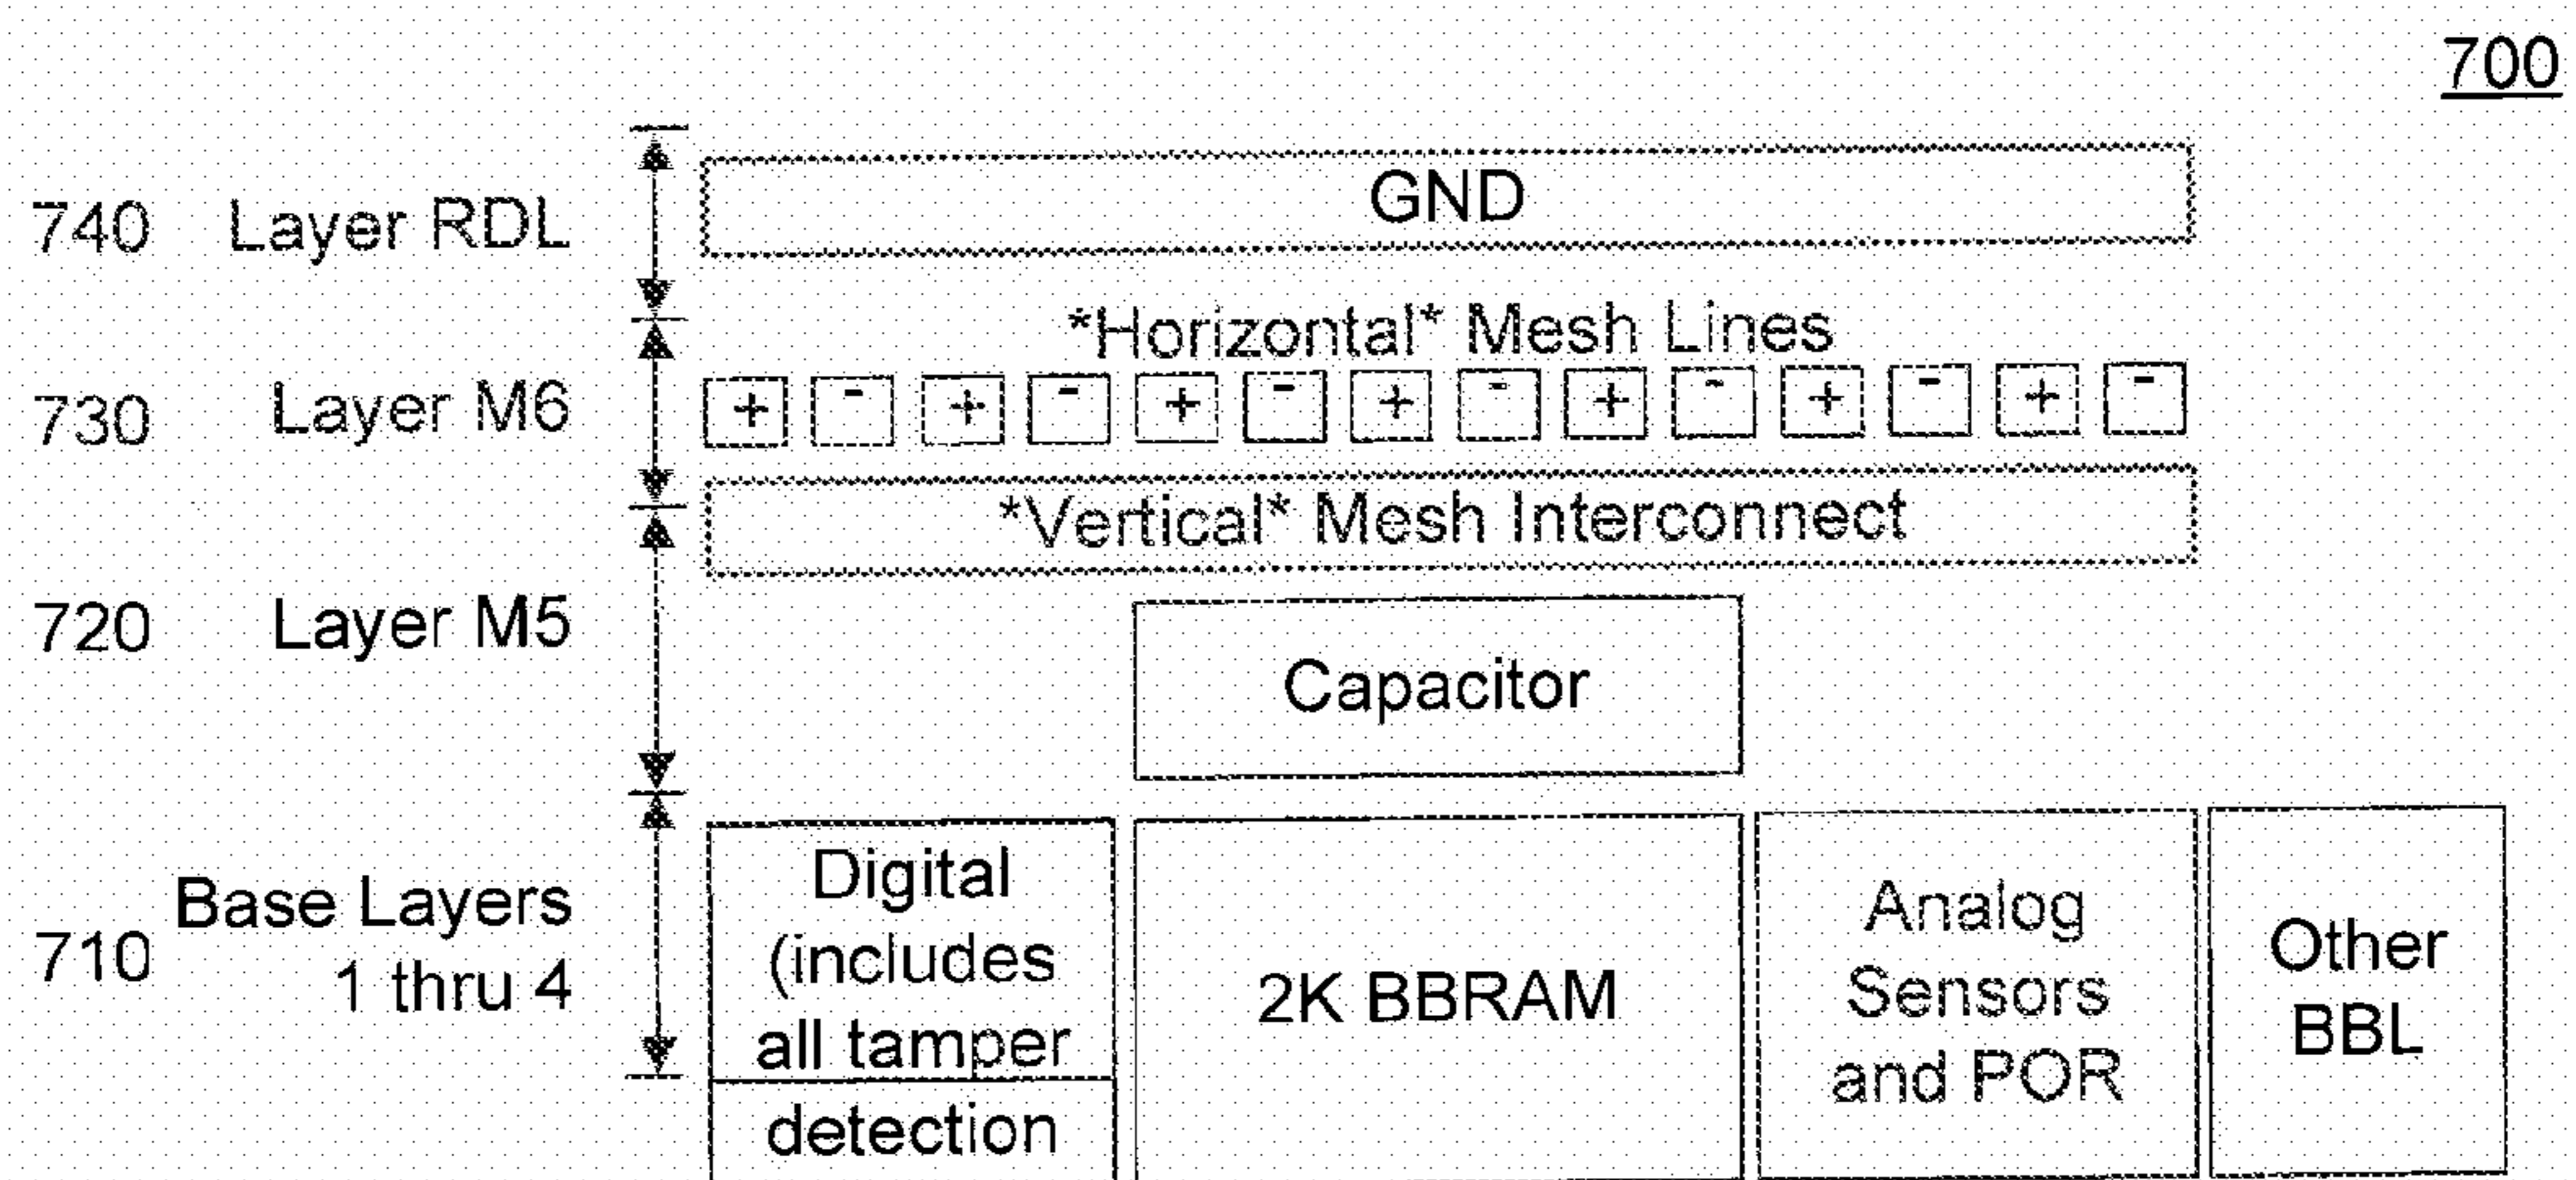 700
740 Layer RDL
GND
*Horizontal* Mesh Lines
730 Layer M6
+ - + - + - + - + - + - + -
*Vertical* Mesh Interconnect
720 Layer M5
Capacitor
710 Base Layers
1 thru 4
Digital
(includes
all tamper
detection
2K BBRAM
Analog
Sensors
and POR
Other
BBL